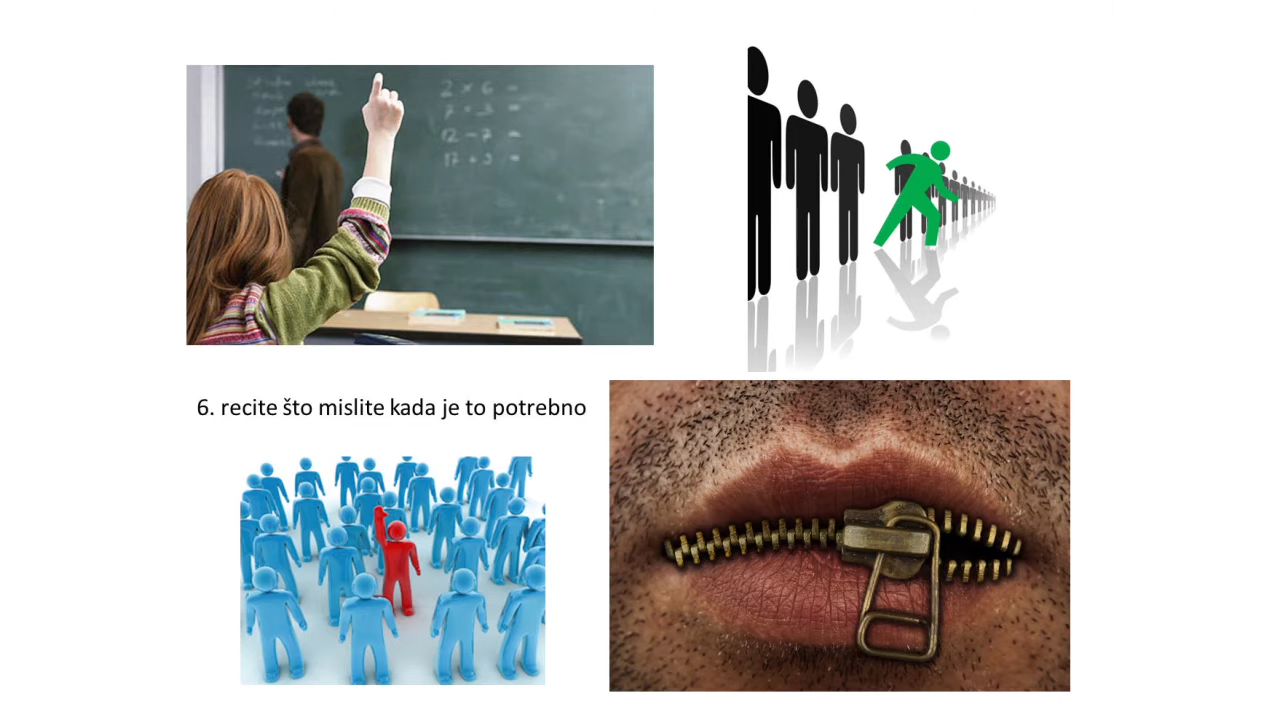 2 x 6 =
7 + 3 =
12 - 7 =
17 + 3 =
6. recite što mislite kada je to potrebno